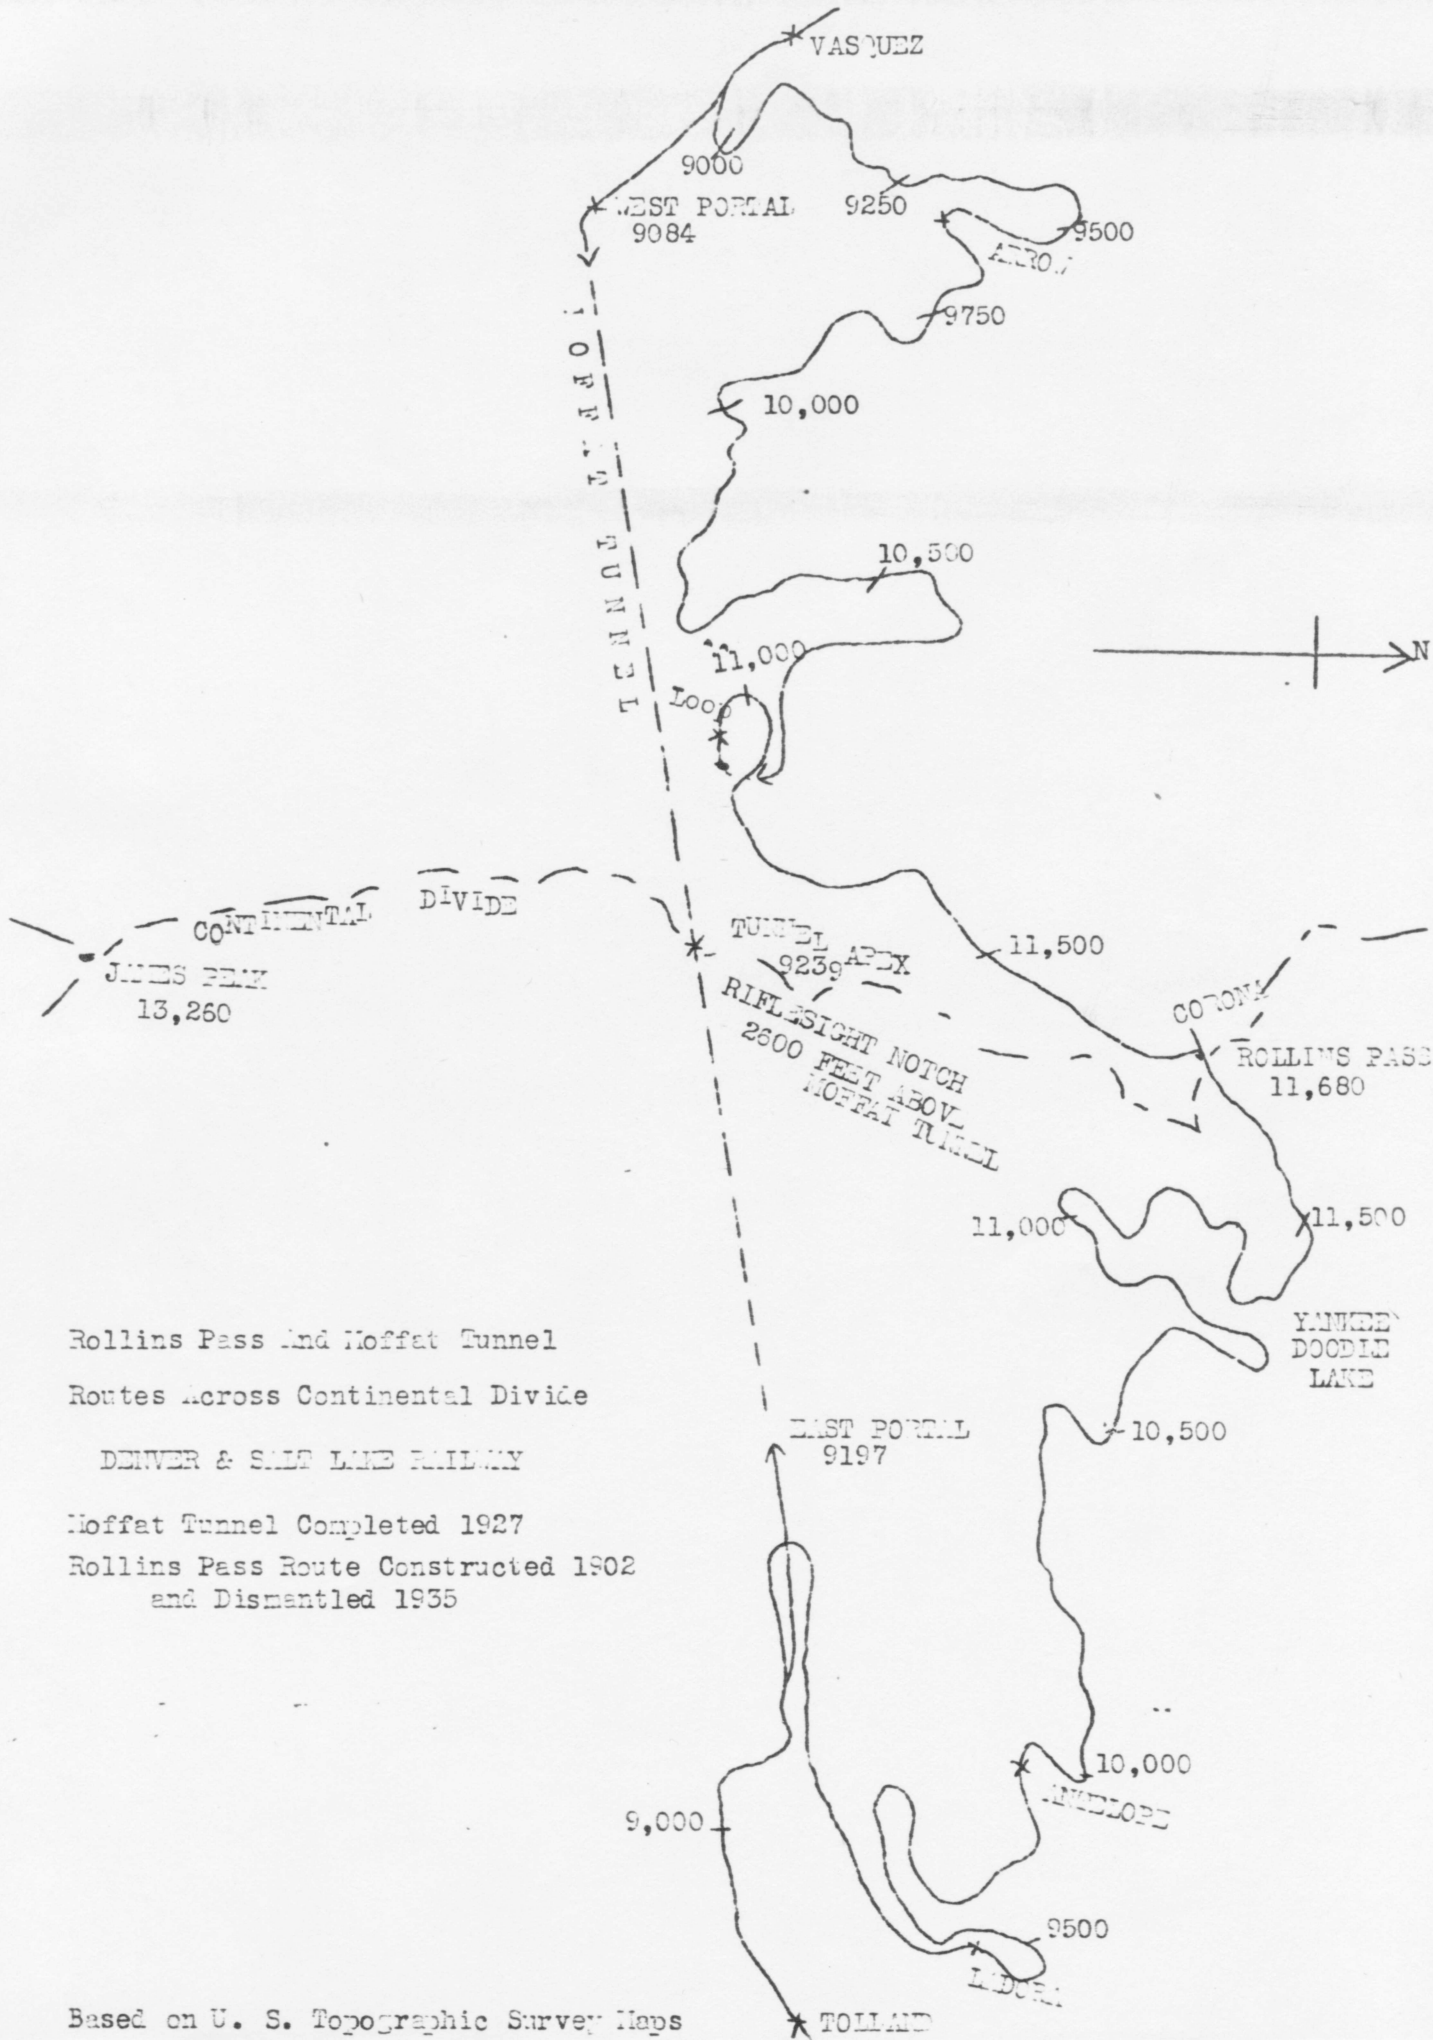 VASQUEZ
9000
WEST PORTAL
9084
9250
9500
ARROW
9750
MOFFAT TUNNEL
10,000
10,500
11,000
Loop
N
CONTINENTAL DIVIDE
JAMES PEAK
13,260
TUNNEL APEX
9239
RIFLESIGHT NOTCH
2600 FEET ABOVE
MOFFAT TUNNEL
11,500
CORONA
ROLLINS PASS
11,680
11,000
11,500
YANKEE
DOODLE
LAKE
10,500
EAST PORTAL
9197
Rollins Pass And Moffat Tunnel
Routes Across Continental Divide
DENVER & SALT LAKE RAILWAY
Moffat Tunnel Completed 1927
Rollins Pass Route Constructed 1902
and Dismantled 1935
10,000
ANTELOPE
9,000
9500
LADORA
TOLLAND
Based on U. S. Topographic Survey Maps